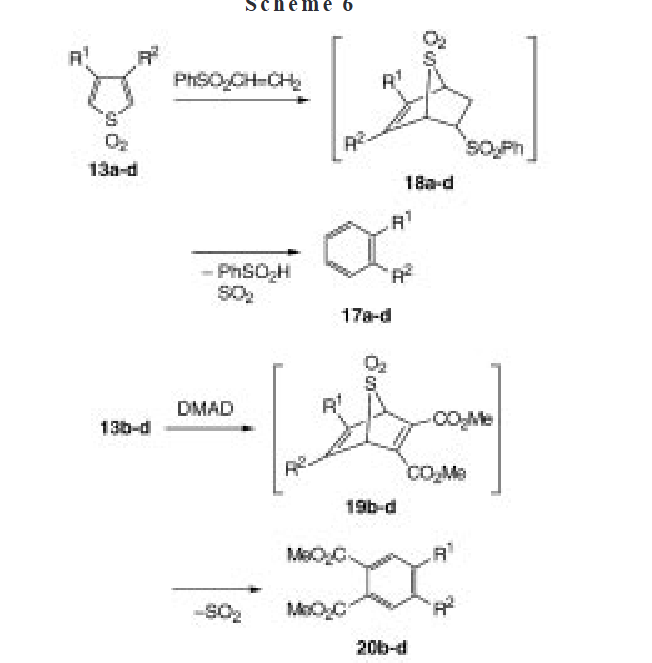 Scheme 6
R¹ R² PhSO₂CH=CH₂ O₂ S R¹
S O₂ R² SO₂Ph
13a-d 18a-d
R¹
– PhSO₂H R²
SO₂
17a-d
O₂ S
13b-d DMAD R¹ CO₂Me
R² CO₂Me
19b-d
MeO₂C R¹
–SO₂ MeO₂C R²
20b-d